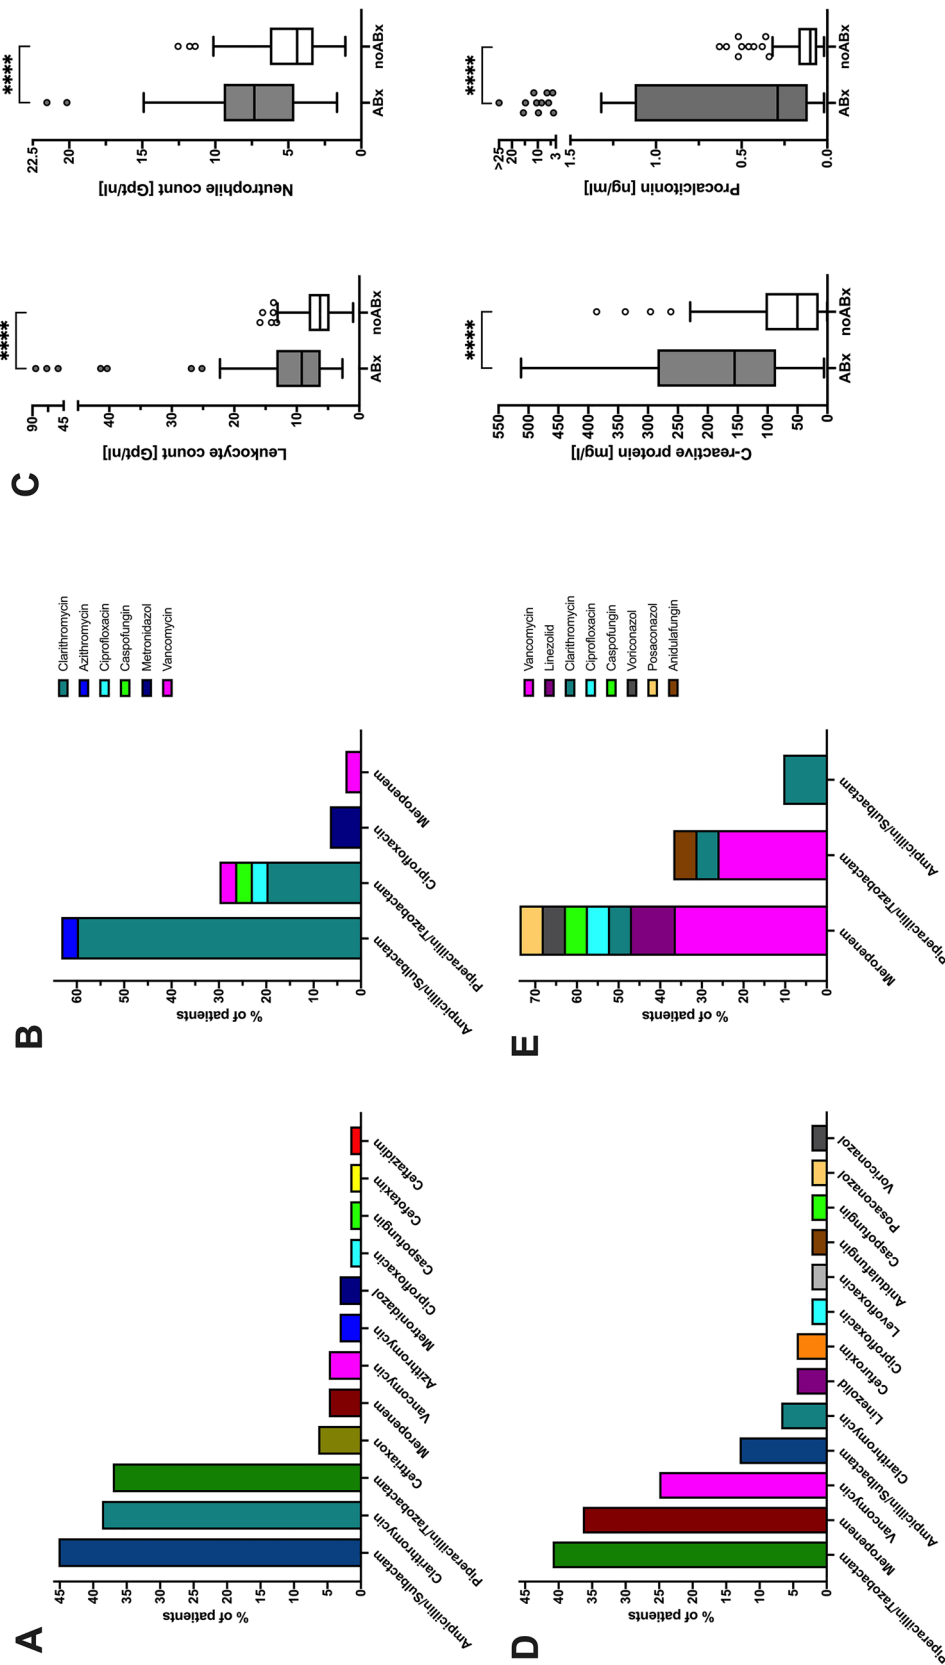 A
% of patients
45
40
35
30
25
20
15
10
5
0
Ampicillin/Sulbactam
Clarithromycin
Piperacillin/Tazobactam
Ceftriaxon
Meropenem
Vancomycin
Azithromycin
Metronidazol
Ciprofloxacin
Caspofungin
Cefotaxim
Ceftazidim
B
% of patients
60
50
40
30
20
10
0
Ampicillin/Sulbactam
Piperacillin/Tazobactam
Ciprofloxacin
Meropenem
Clarithromycin
Azithromycin
Ciprofloxacin
Caspofungin
Metronidazol
Vancomycin
C
Leukocyte count [Gpt/nl]
90
45
40
30
20
10
0
****
ABx
noABx
Neutrophile count [Gpt/nl]
22.5
20
15
10
5
0
****
ABx
noABx
C-reactive protein [mg/l]
550
500
450
400
350
300
250
200
150
100
50
0
****
ABx
noABx
Procalcitonin [ng/ml]
>25
20
10
3
1.5
1.0
0.5
0.0
****
ABx
noABx
D
% of patients
45
40
35
30
25
20
15
10
5
0
Piperacillin/Tazobactam
Meropenem
Vancomycin
Ampicillin/Sulbactam
Clarithromycin
Linezolid
Cefuroxim
Ciprofloxacin
Levofloxacin
Anidulafungin
Caspofungin
Posaconazol
Voriconazol
E
% of patients
70
60
50
40
30
20
10
0
Meropenem
Piperacillin/Tazobactam
Ampicillin/Sulbactam
Vancomycin
Linezolid
Clarithromycin
Ciprofloxacin
Caspofungin
Voriconazol
Posaconazol
Anidulafungin